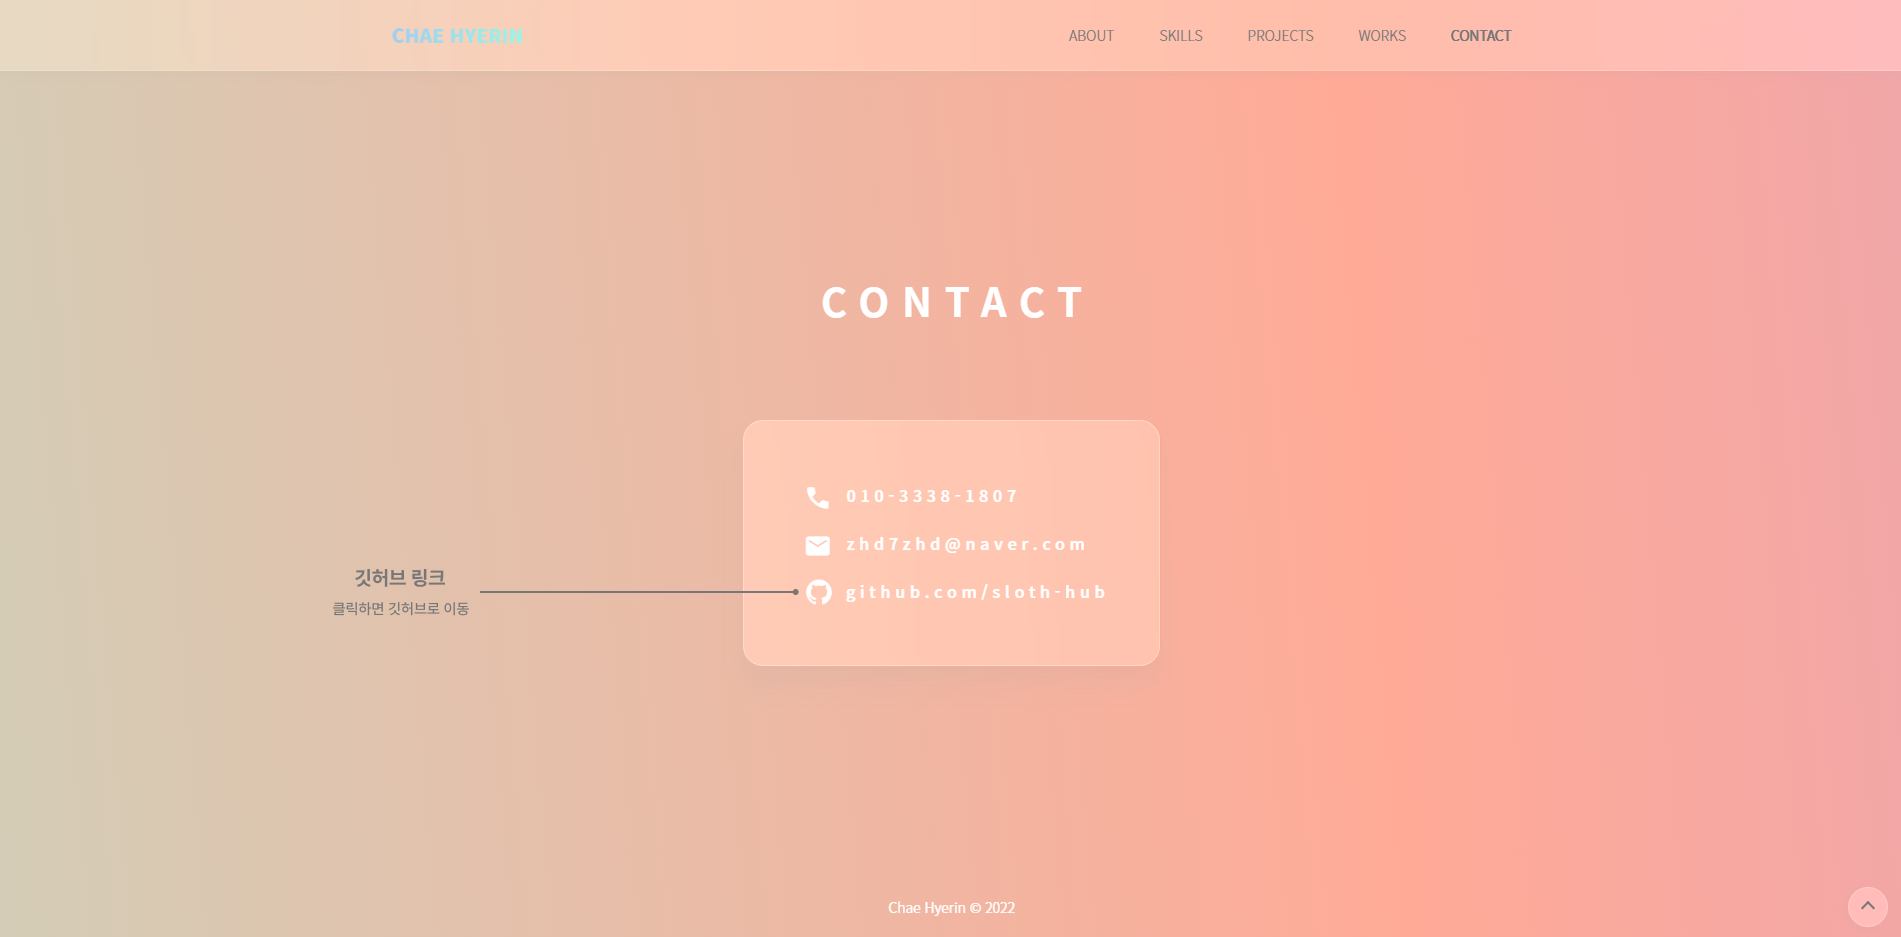 CHAE HYERIN
ABOUT SKILLS PROJECTS WORKS CONTACT
CONTACT
010-3338-1807
zhd7zhd@naver.com
깃허브 링크
클릭하면 깃허브로 이동
github.com/sloth-hub
Chae Hyerin © 2022